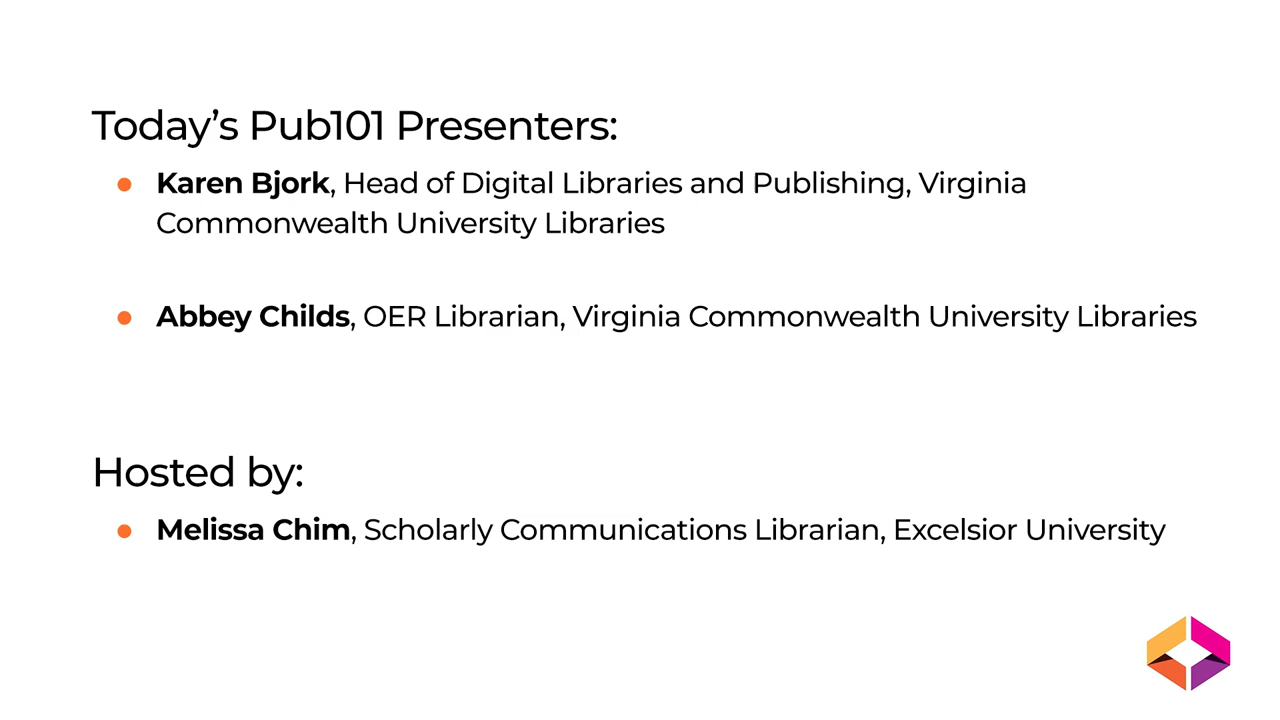 Today’s Pub101 Presenters:
● Karen Bjork, Head of Digital Libraries and Publishing, Virginia
Commonwealth University Libraries
● Abbey Childs, OER Librarian, Virginia Commonwealth University Libraries
Hosted by:
● Melissa Chim, Scholarly Communications Librarian, Excelsior University